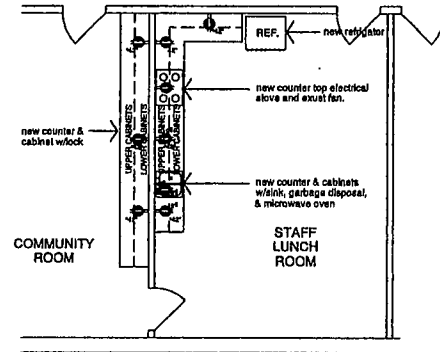 REF.
new refrigator
new counter top electrical
stove and exust fan.
new counter &
cabinet w/lock
UPPER CABINETS
LOWER CABINETS
UPPER CABINETS
LOWER CABINETS
new counter & cabinets
w/sink, garbage disposal,
& microwave oven
COMMUNITY
ROOM
STAFF
LUNCH
ROOM